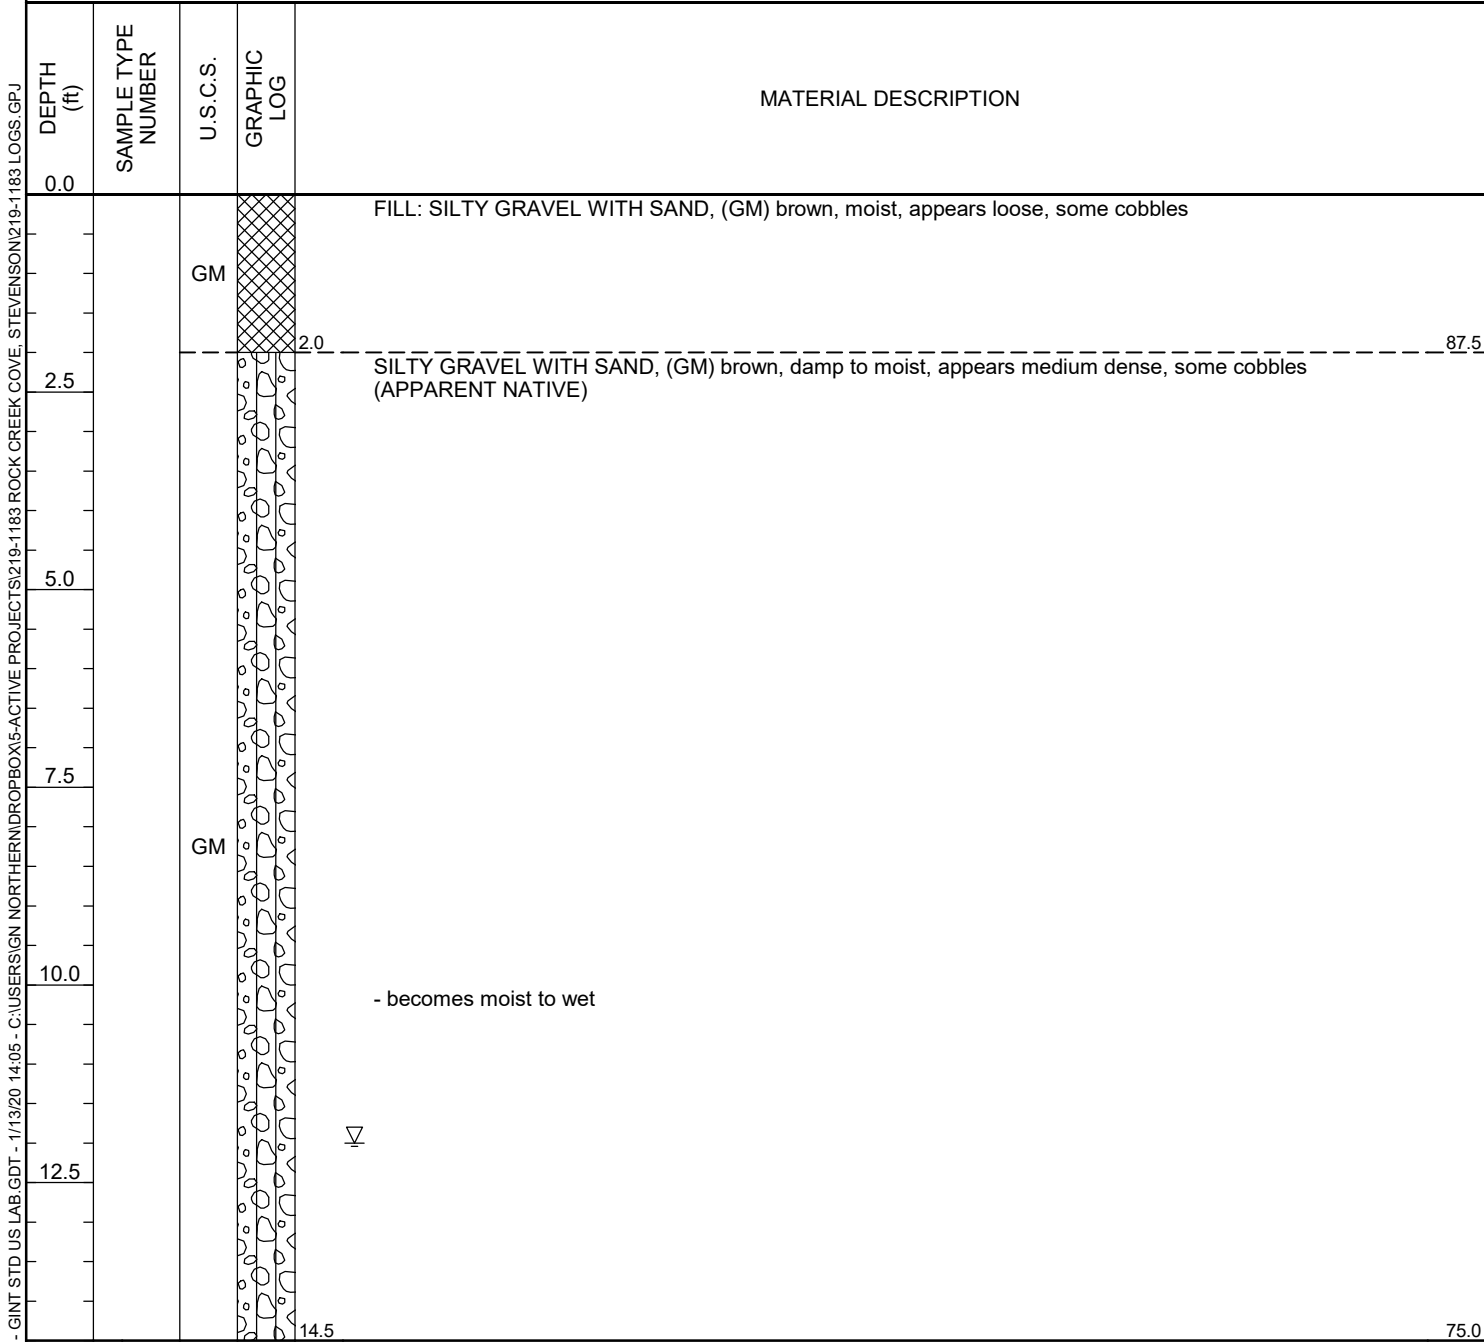 DEPTH
(ft)
SAMPLE TYPE
NUMBER
U.S.C.S.
GRAPHIC
LOG
MATERIAL DESCRIPTION
0.0
FILL: SILTY GRAVEL WITH SAND, (GM) brown, moist, appears loose, some cobbles
GM
2.0
87.5
SILTY GRAVEL WITH SAND, (GM) brown, damp to moist, appears medium dense, some cobbles
(APPARENT NATIVE)
2.5
5.0
7.5
GM
10.0
- becomes moist to wet
12.5
14.5
75.0
- GINT STD US LAB.GDT - 1/13/20 14:05 - C:\USERS\GN NORTHERN\DROPBOX\5-ACTIVE PROJECTS\219-1183 ROCK CREEK COVE, STEVENSON\219-1183 LOGS.GPJ